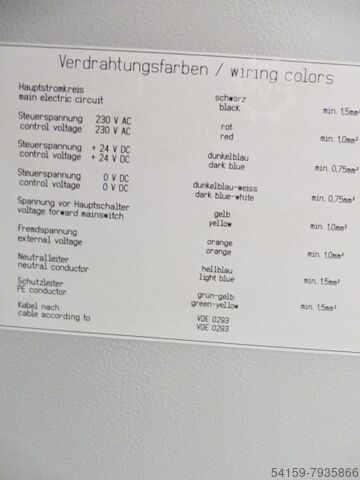 Verdrahtungsfarben / wiring colors
Hauptstromkreis schwarz
main electric circuit black min. 1.5mm²
Steuerspannung 230 V AC rot
control voltage 230 V AC red min. 1.0mm²
Steuerspannung + 24 V DC dunkelblau
control voltage + 24 V DC dark blue min. 0.75mm²
Steuerspannung 0 V DC dunkelblau-weiss
control voltage 0 V DC dark blue-white min. 0.75mm²
Spannung vor Hauptschalter gelb
voltage forward mainswitch yellow min. 1.0mm²
Fremdspannung orange
external voltage orange min. 1.0mm²
Neutralleiter hellblau
neutral conductor light blue min. 1.5mm²
Schutzleiter grün-gelb
PE conductor green-yellow min. 1.5mm²
Kabel nach VDE 0293
cable according to VDE 0293
54159-7935866